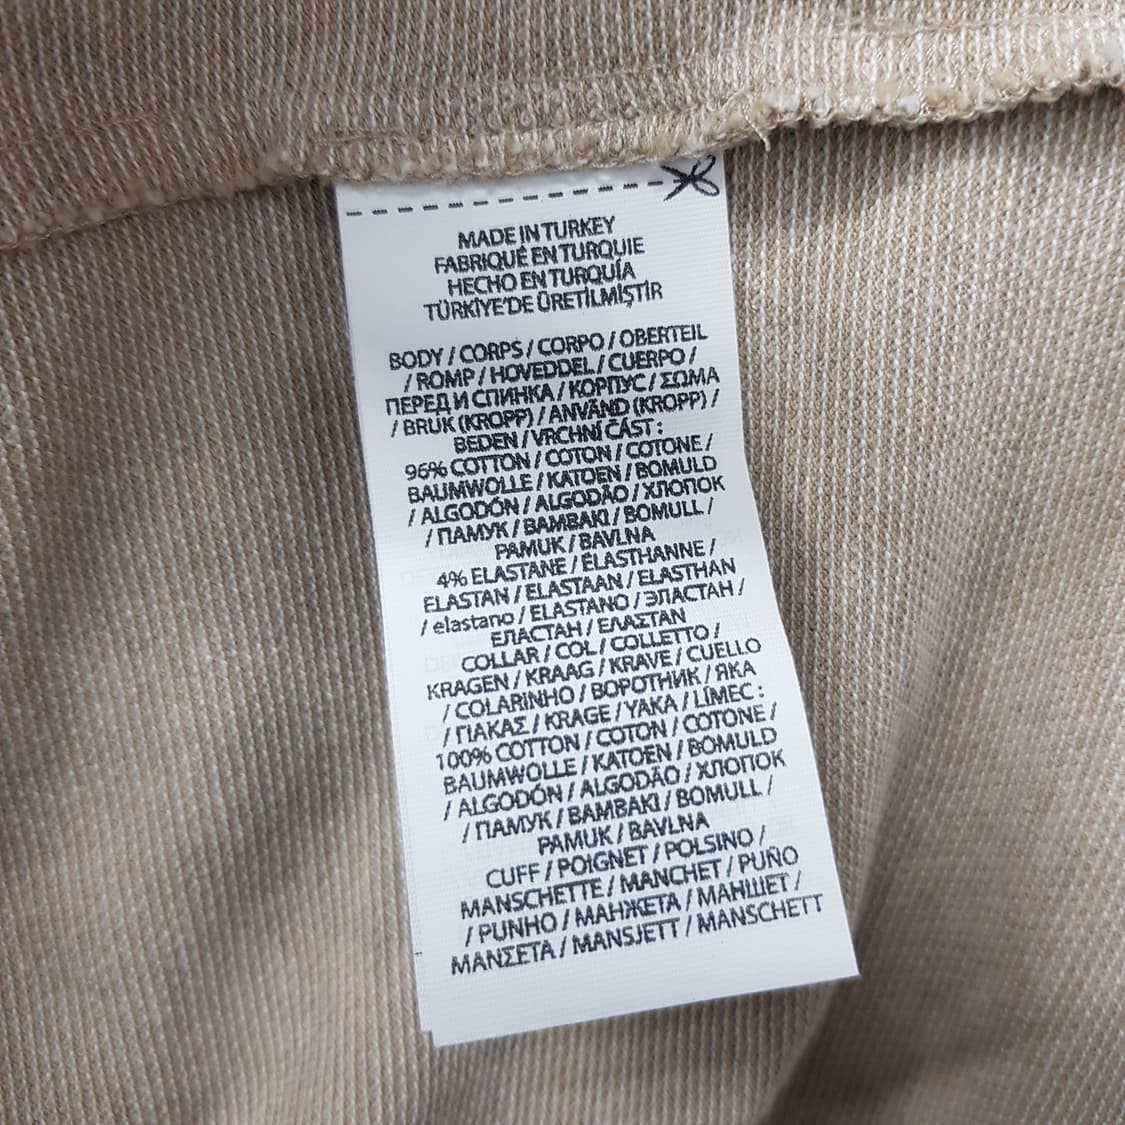 MADE IN TURKEY
FABRIQUÉ EN TURQUIE
HECHO EN TURQUÍA
TÜRKİYE'DE ÜRETİLMİŞTİR
BODY / CORPS / CORPO / OBERTEIL
/ ROMP / HOVEDDEL / CUERPO /
ПЕРЕД И СПИНКА / КОРПУС / ΣΩΜΑ
/ BRUK (KROPP) / ANVÄND (KROPP) /
BEDEN / VRCHNÍ ČÁST :
96% COTTON / COTON / COTONE /
BAUMWOLLE / KATOEN / BOMULD
/ ALGODÓN / ALGODÃO / ХЛОПОК
/ ПАМУК / BAMBAKI / BOMULL /
PAMUK / BAVLNA
4% ELASTANE / ÉLASTHANNE /
ELASTAN / ELASTAAN / ELASTHAN
/ elastano / ELASTANO / ЭЛАСТАН /
ЕЛАСТАН / ΕΛΑΣΤΑΝ
COLLAR / COL / COLLETTO /
KRAGEN / KRAAG / KRAVE / CUELLO
/ COLARINHO / ВОРОТНИК / ЯКА
/ ΓΙΑΚΑΣ / KRAGE / YAKA / LÍMEC :
100% COTTON / COTON / COTONE /
BAUMWOLLE / KATOEN / BOMULD
/ ALGODÓN / ALGODÃO / ХЛОПОК
/ ПАМУК / BAMBAKI / BOMULL /
PAMUK / BAVLNA
CUFF / POIGNET / POLSINO /
MANSCHETTE / MANCHET / PUÑO
/ PUNHO / МАНЖЕТА / МАНШЕТ /
ΜΑΝΣΕΤΑ / MANSJETT / MANSCHETT